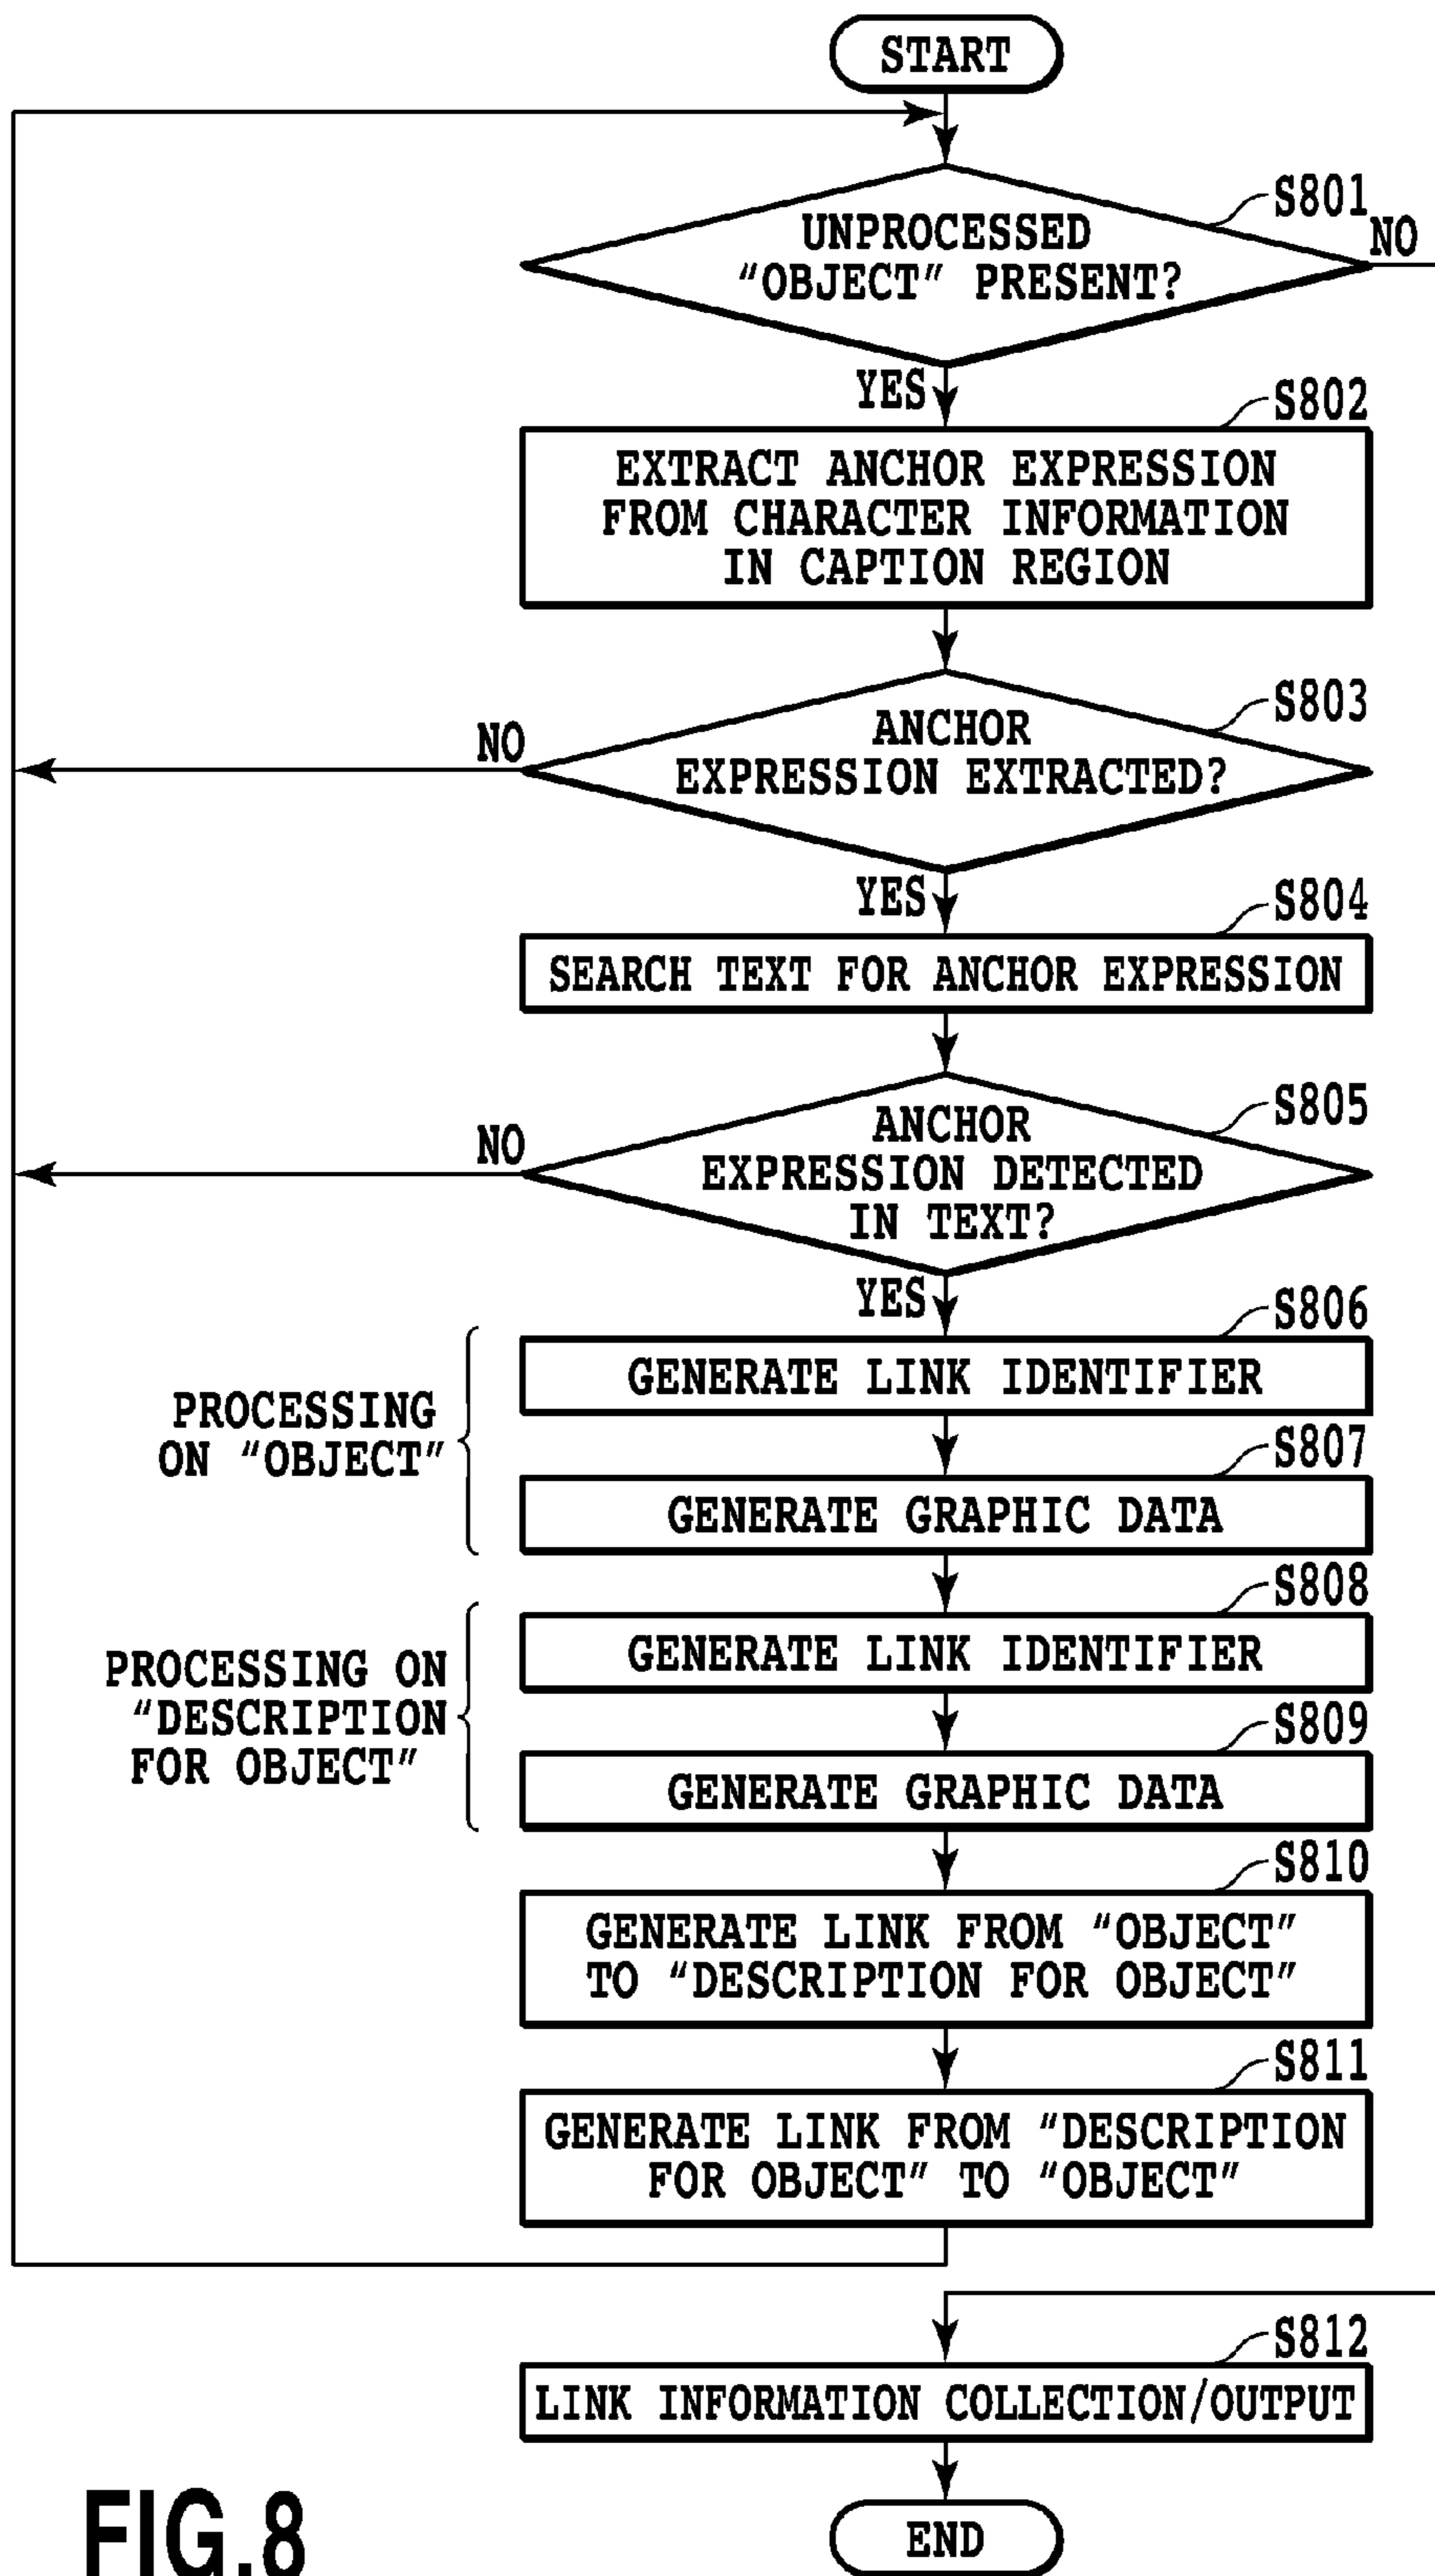 START
S801
NO
UNPROCESSED
“OBJECT” PRESENT?
YES
S802
EXTRACT ANCHOR EXPRESSION
FROM CHARACTER INFORMATION
IN CAPTION REGION
S803
NO
ANCHOR
EXPRESSION EXTRACTED?
YES
S804
SEARCH TEXT FOR ANCHOR EXPRESSION
S805
NO
ANCHOR
EXPRESSION DETECTED
IN TEXT?
YES
S806
GENERATE LINK IDENTIFIER
PROCESSING
ON “OBJECT”
S807
GENERATE GRAPHIC DATA
S808
GENERATE LINK IDENTIFIER
PROCESSING ON
“DESCRIPTION
FOR OBJECT”
S809
GENERATE GRAPHIC DATA
S810
GENERATE LINK FROM “OBJECT”
TO “DESCRIPTION FOR OBJECT”
S811
GENERATE LINK FROM “DESCRIPTION
FOR OBJECT” TO “OBJECT”
S812
LINK INFORMATION COLLECTION/OUTPUT
END
FIG.8